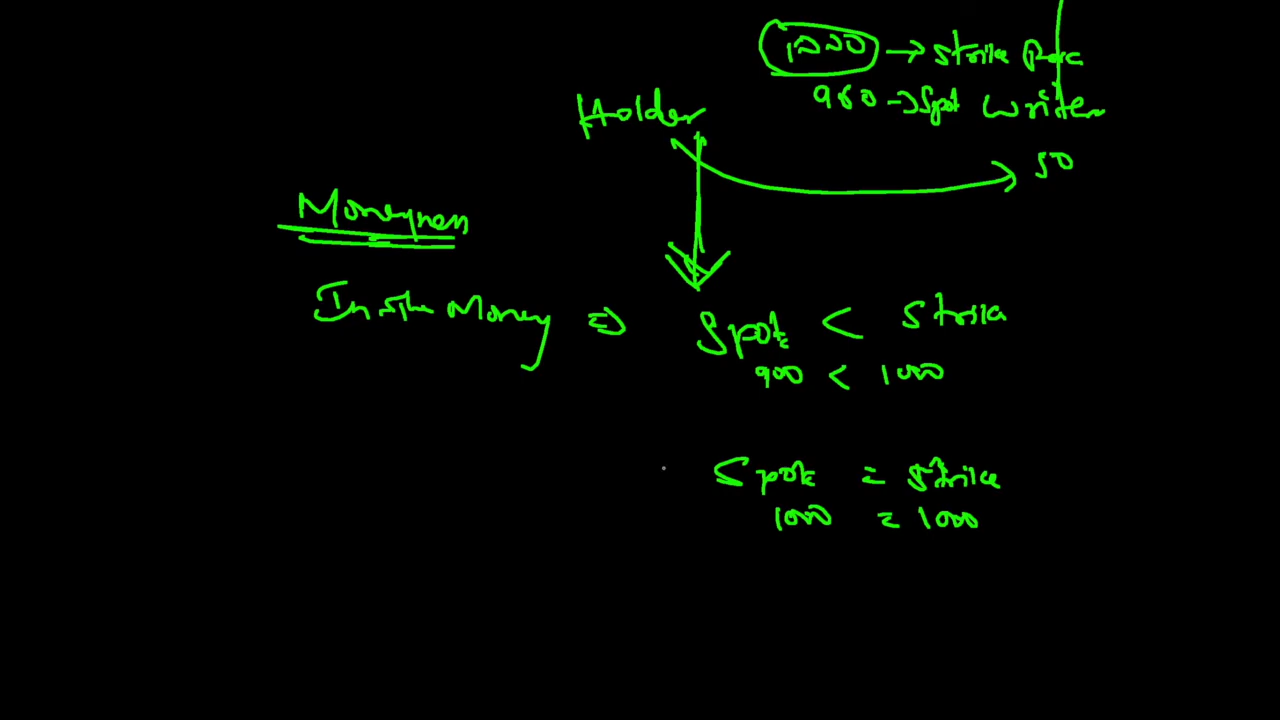 1000 → Strike Price
960 → Spot
Holder
Writer
50
Moneyness
In the Money ⇒ Spot < Strike
900 < 1000
Spot = Strike
1000 = 1000